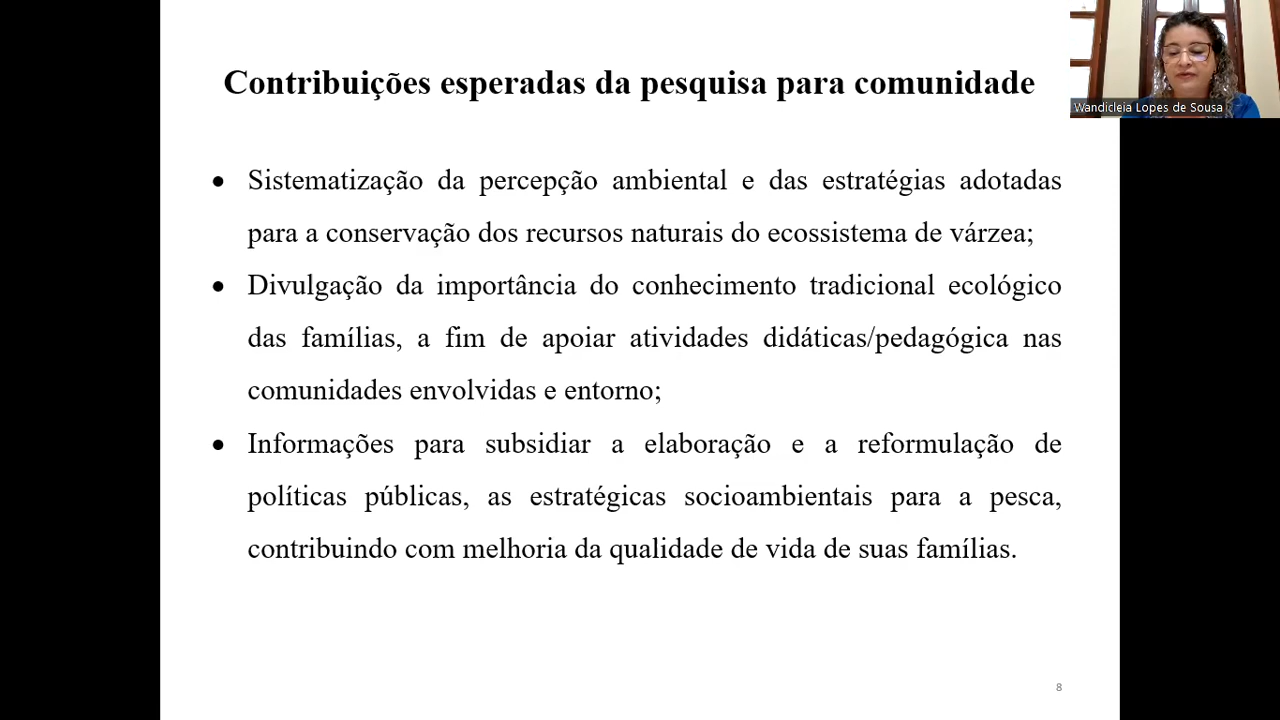 Contribuições esperadas da pesquisa para comunidade
Wandicleia Lopes de Sousa
• Sistematização da percepção ambiental e das estratégias adotadas
para a conservação dos recursos naturais do ecossistema de várzea;
• Divulgação da importância do conhecimento tradicional ecológico
das famílias, a fim de apoiar atividades didáticas/pedagógica nas
comunidades envolvidas e entorno;
• Informações para subsidiar a elaboração e a reformulação de
políticas públicas, as estratégicas socioambientais para a pesca,
contribuindo com melhoria da qualidade de vida de suas famílias.
8